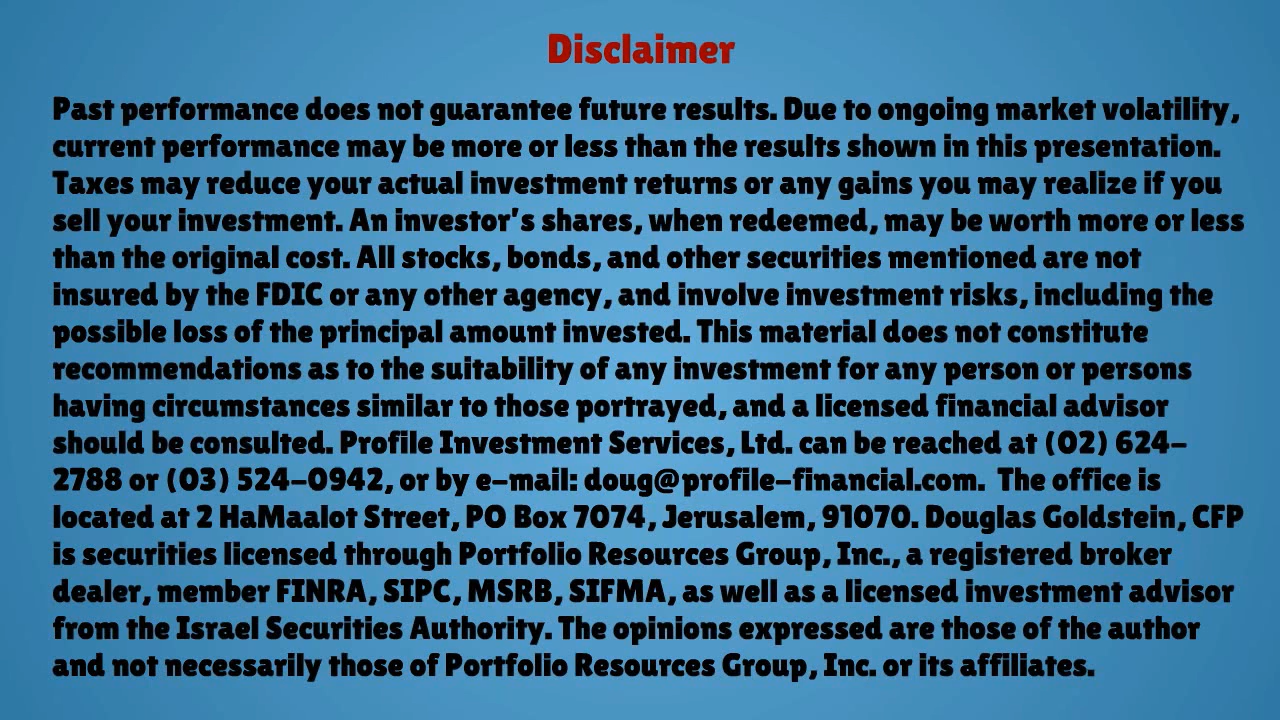 Disclaimer
Past performance does not guarantee future results. Due to ongoing market volatility,
current performance may be more or less than the results shown in this presentation.
Taxes may reduce your actual investment returns or any gains you may realize if you
sell your investment. An investor's shares, when redeemed, may be worth more or less
than the original cost. All stocks, bonds, and other securities mentioned are not
insured by the FDIC or any other agency, and involve investment risks, including the
possible loss of the principal amount invested. This material does not constitute
recommendations as to the suitability of any investment for any person or persons
having circumstances similar to those portrayed, and a licensed financial advisor
should be consulted. Profile Investment Services, Ltd. can be reached at (02) 624-
2788 or (03) 524-0942, or by e-mail: doug@profile-financial.com.  The office is
located at 2 HaMaalot Street, PO Box 7074, Jerusalem, 91070. Douglas Goldstein, CFP
is securities licensed through Portfolio Resources Group, Inc., a registered broker
dealer, member FINRA, SIPC, MSRB, SIFMA, as well as a licensed investment advisor
from the Israel Securities Authority. The opinions expressed are those of the author
and not necessarily those of Portfolio Resources Group, Inc. or its affiliates.